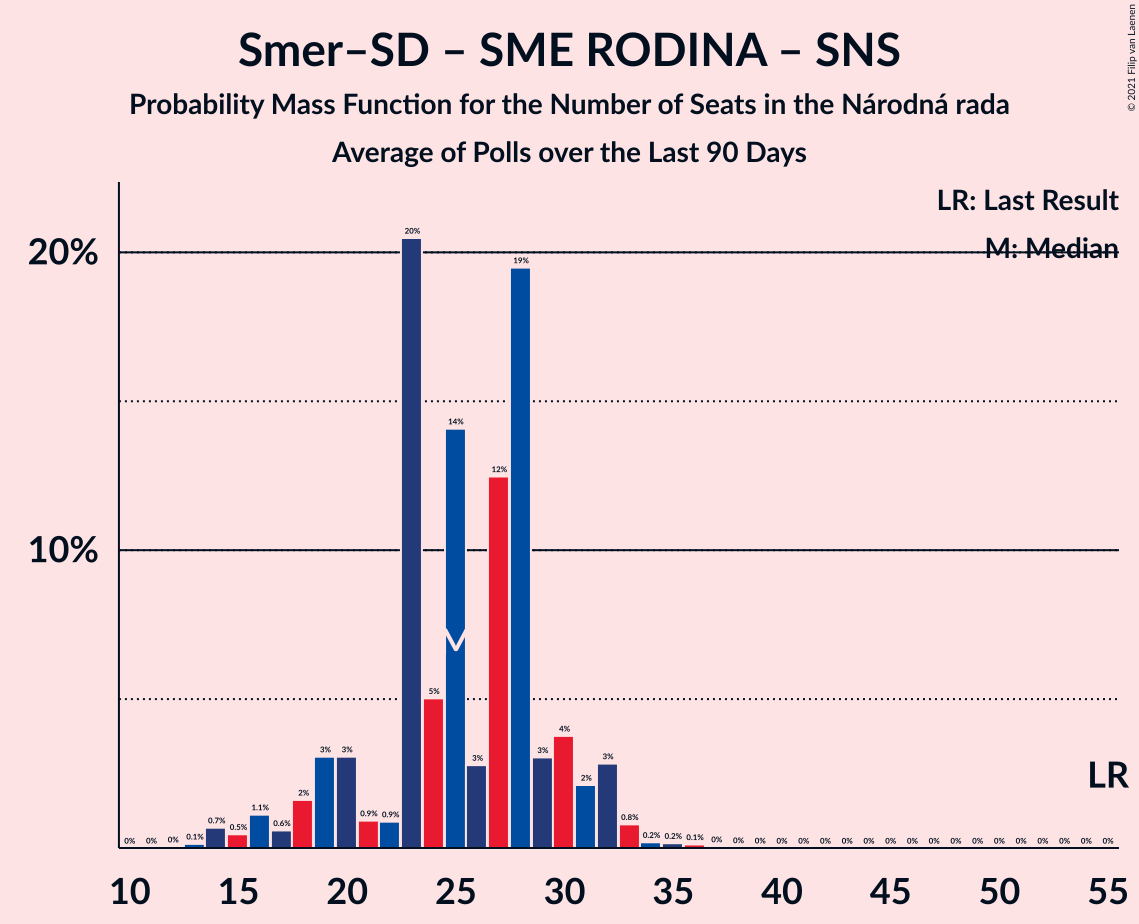 Smer–SD – SME RODINA – SNS
Probability Mass Function for the Number of Seats in the Národná rada
Average of Polls over the Last 90 Days
© 2021 Filip van Laenen
LR: Last Result
M: Median
20%
10%
0% 0% 0% 0.1% 0.7% 0.5% 1.1% 0.6% 2% 3% 3% 0.9% 0.9% 20% 5% 14% 3% 12% 19% 3% 4% 2% 3% 0.8% 0.2% 0.2% 0.1% 0% 0% 0% 0% 0% 0% 0% 0% 0% 0% 0% 0% 0% 0% 0% 0% 0% 0% 0%
M
LR
10 15 20 25 30 35 40 45 50 55